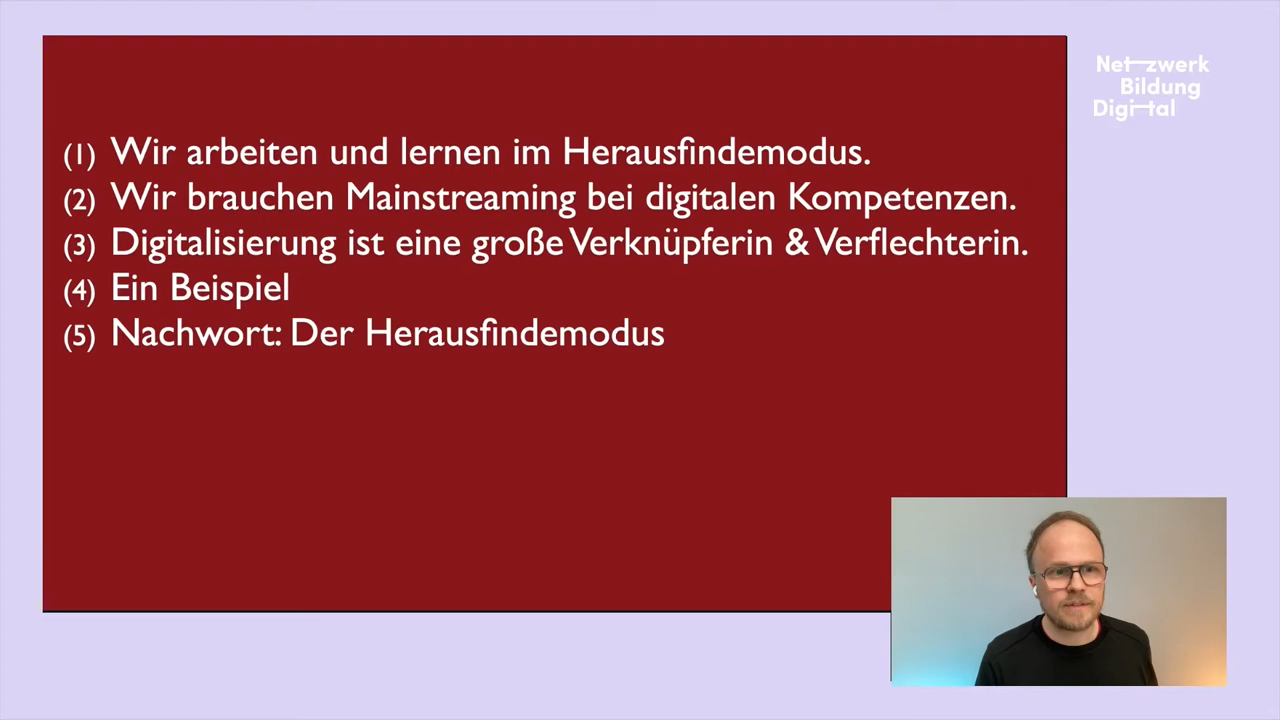 (1) Wir arbeiten und lernen im Herausfindemodus.
(2) Wir brauchen Mainstreaming bei digitalen Kompetenzen.
(3) Digitalisierung ist eine große Verknüpferin & Verflechterin.
(4) Ein Beispiel
(5) Nachwort: Der Herausfindemodus
Netzwerk
Bildung
Digital